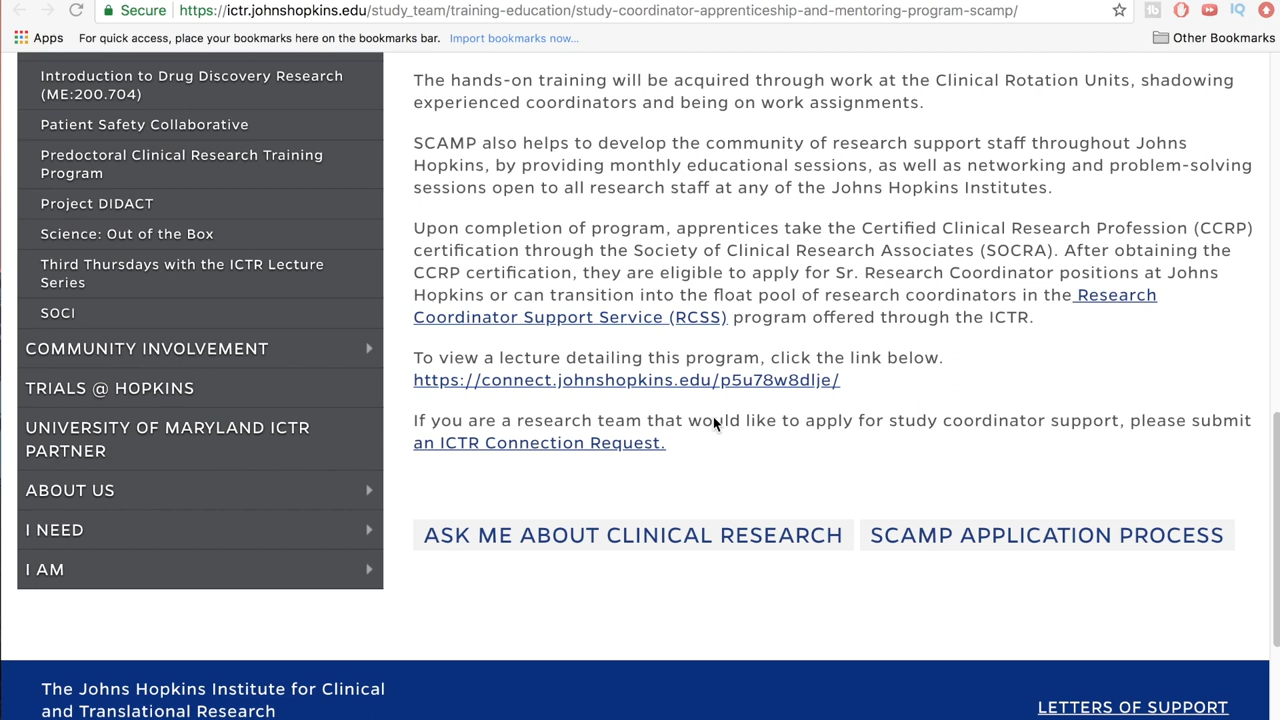 Secure
https://ictr.johnshopkins.edu/study_team/training-education/study-coordinator-apprenticeship-and-mentoring-program-scamp/
Apps
For quick access, place your bookmarks here on the bookmarks bar.
Import bookmarks now...
Other Bookmarks
Introduction to Drug Discovery Research
(ME:200.704)
Patient Safety Collaborative
Predoctoral Clinical Research Training
Program
Project DIDACT
Science: Out of the Box
Third Thursdays with the ICTR Lecture
Series
SOCI
COMMUNITY INVOLVEMENT
TRIALS @ HOPKINS
UNIVERSITY OF MARYLAND ICTR
PARTNER
ABOUT US
I NEED
I AM
The hands-on training will be acquired through work at the Clinical Rotation Units, shadowing
experienced coordinators and being on work assignments.
SCAMP also helps to develop the community of research support staff throughout Johns
Hopkins, by providing monthly educational sessions, as well as networking and problem-solving
sessions open to all research staff at any of the Johns Hopkins Institutes.
Upon completion of program, apprentices take the Certified Clinical Research Profession (CCRP)
certification through the Society of Clinical Research Associates (SOCRA). After obtaining the
CCRP certification, they are eligible to apply for Sr. Research Coordinator positions at Johns
Hopkins or can transition into the float pool of research coordinators in the Research
Coordinator Support Service (RCSS) program offered through the ICTR.
To view a lecture detailing this program, click the link below.
https://connect.johnshopkins.edu/p5u78w8dlje/
If you are a research team that would like to apply for study coordinator support, please submit
an ICTR Connection Request.
ASK ME ABOUT CLINICAL RESEARCH
SCAMP APPLICATION PROCESS
The Johns Hopkins Institute for Clinical
and Translational Research
LETTERS OF SUPPORT